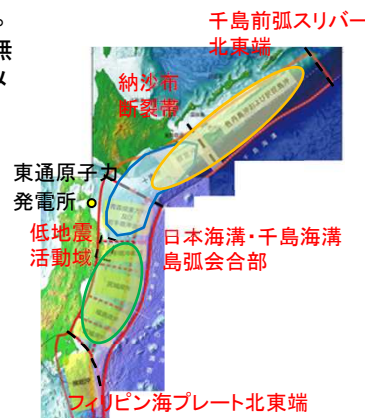 。
無
み
千島前弧スリバー
北東端
納沙布
断裂帯
東通原子力
発電所
低地震
活動域
日本海溝・千島海溝
島弧会合部
フィリピン海プレート北東端